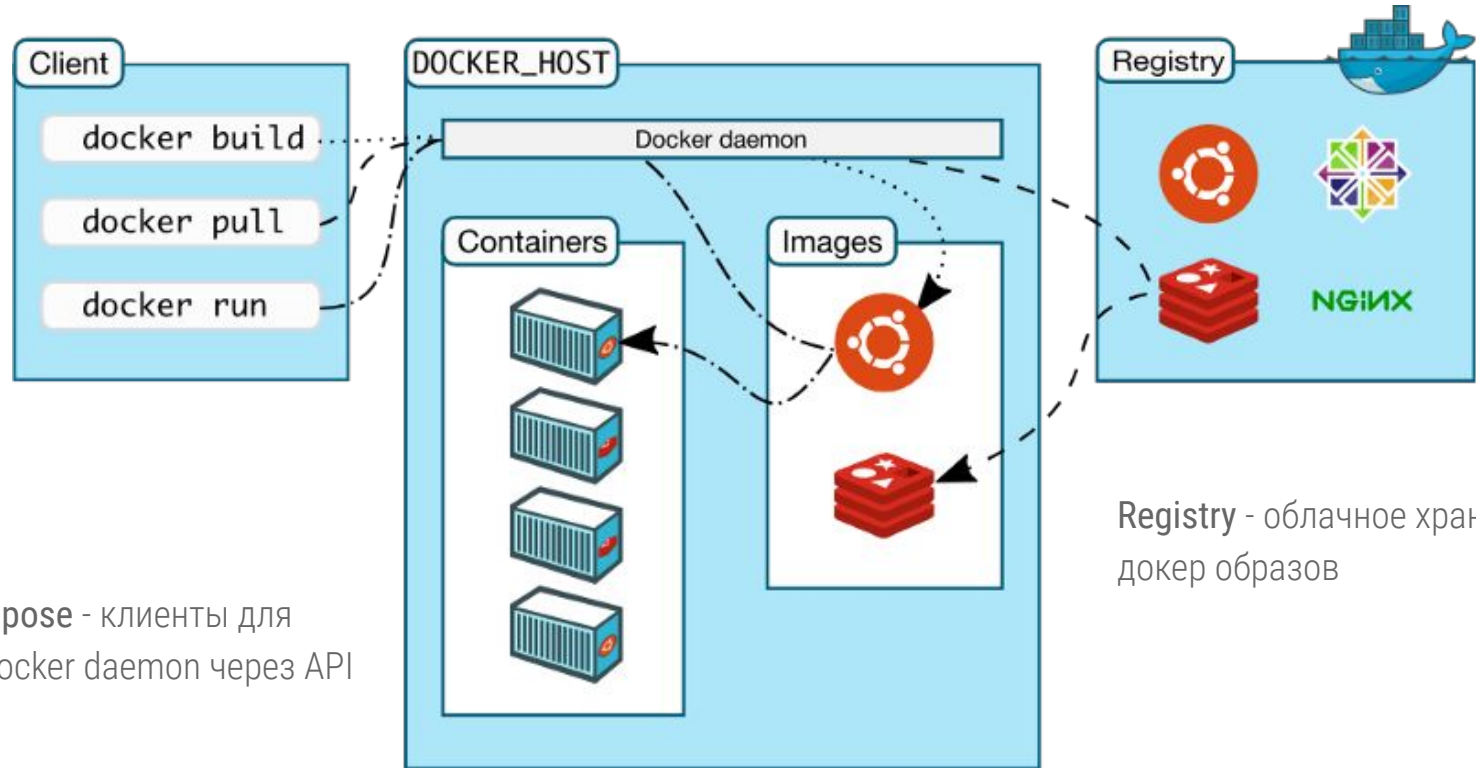 Client
docker build
docker pull
docker run
DOCKER_HOST
Docker daemon
Containers
Images
Registry
NGINX
Registry - облачное хран
докер образов
pose - клиенты для
ocker daemon через API